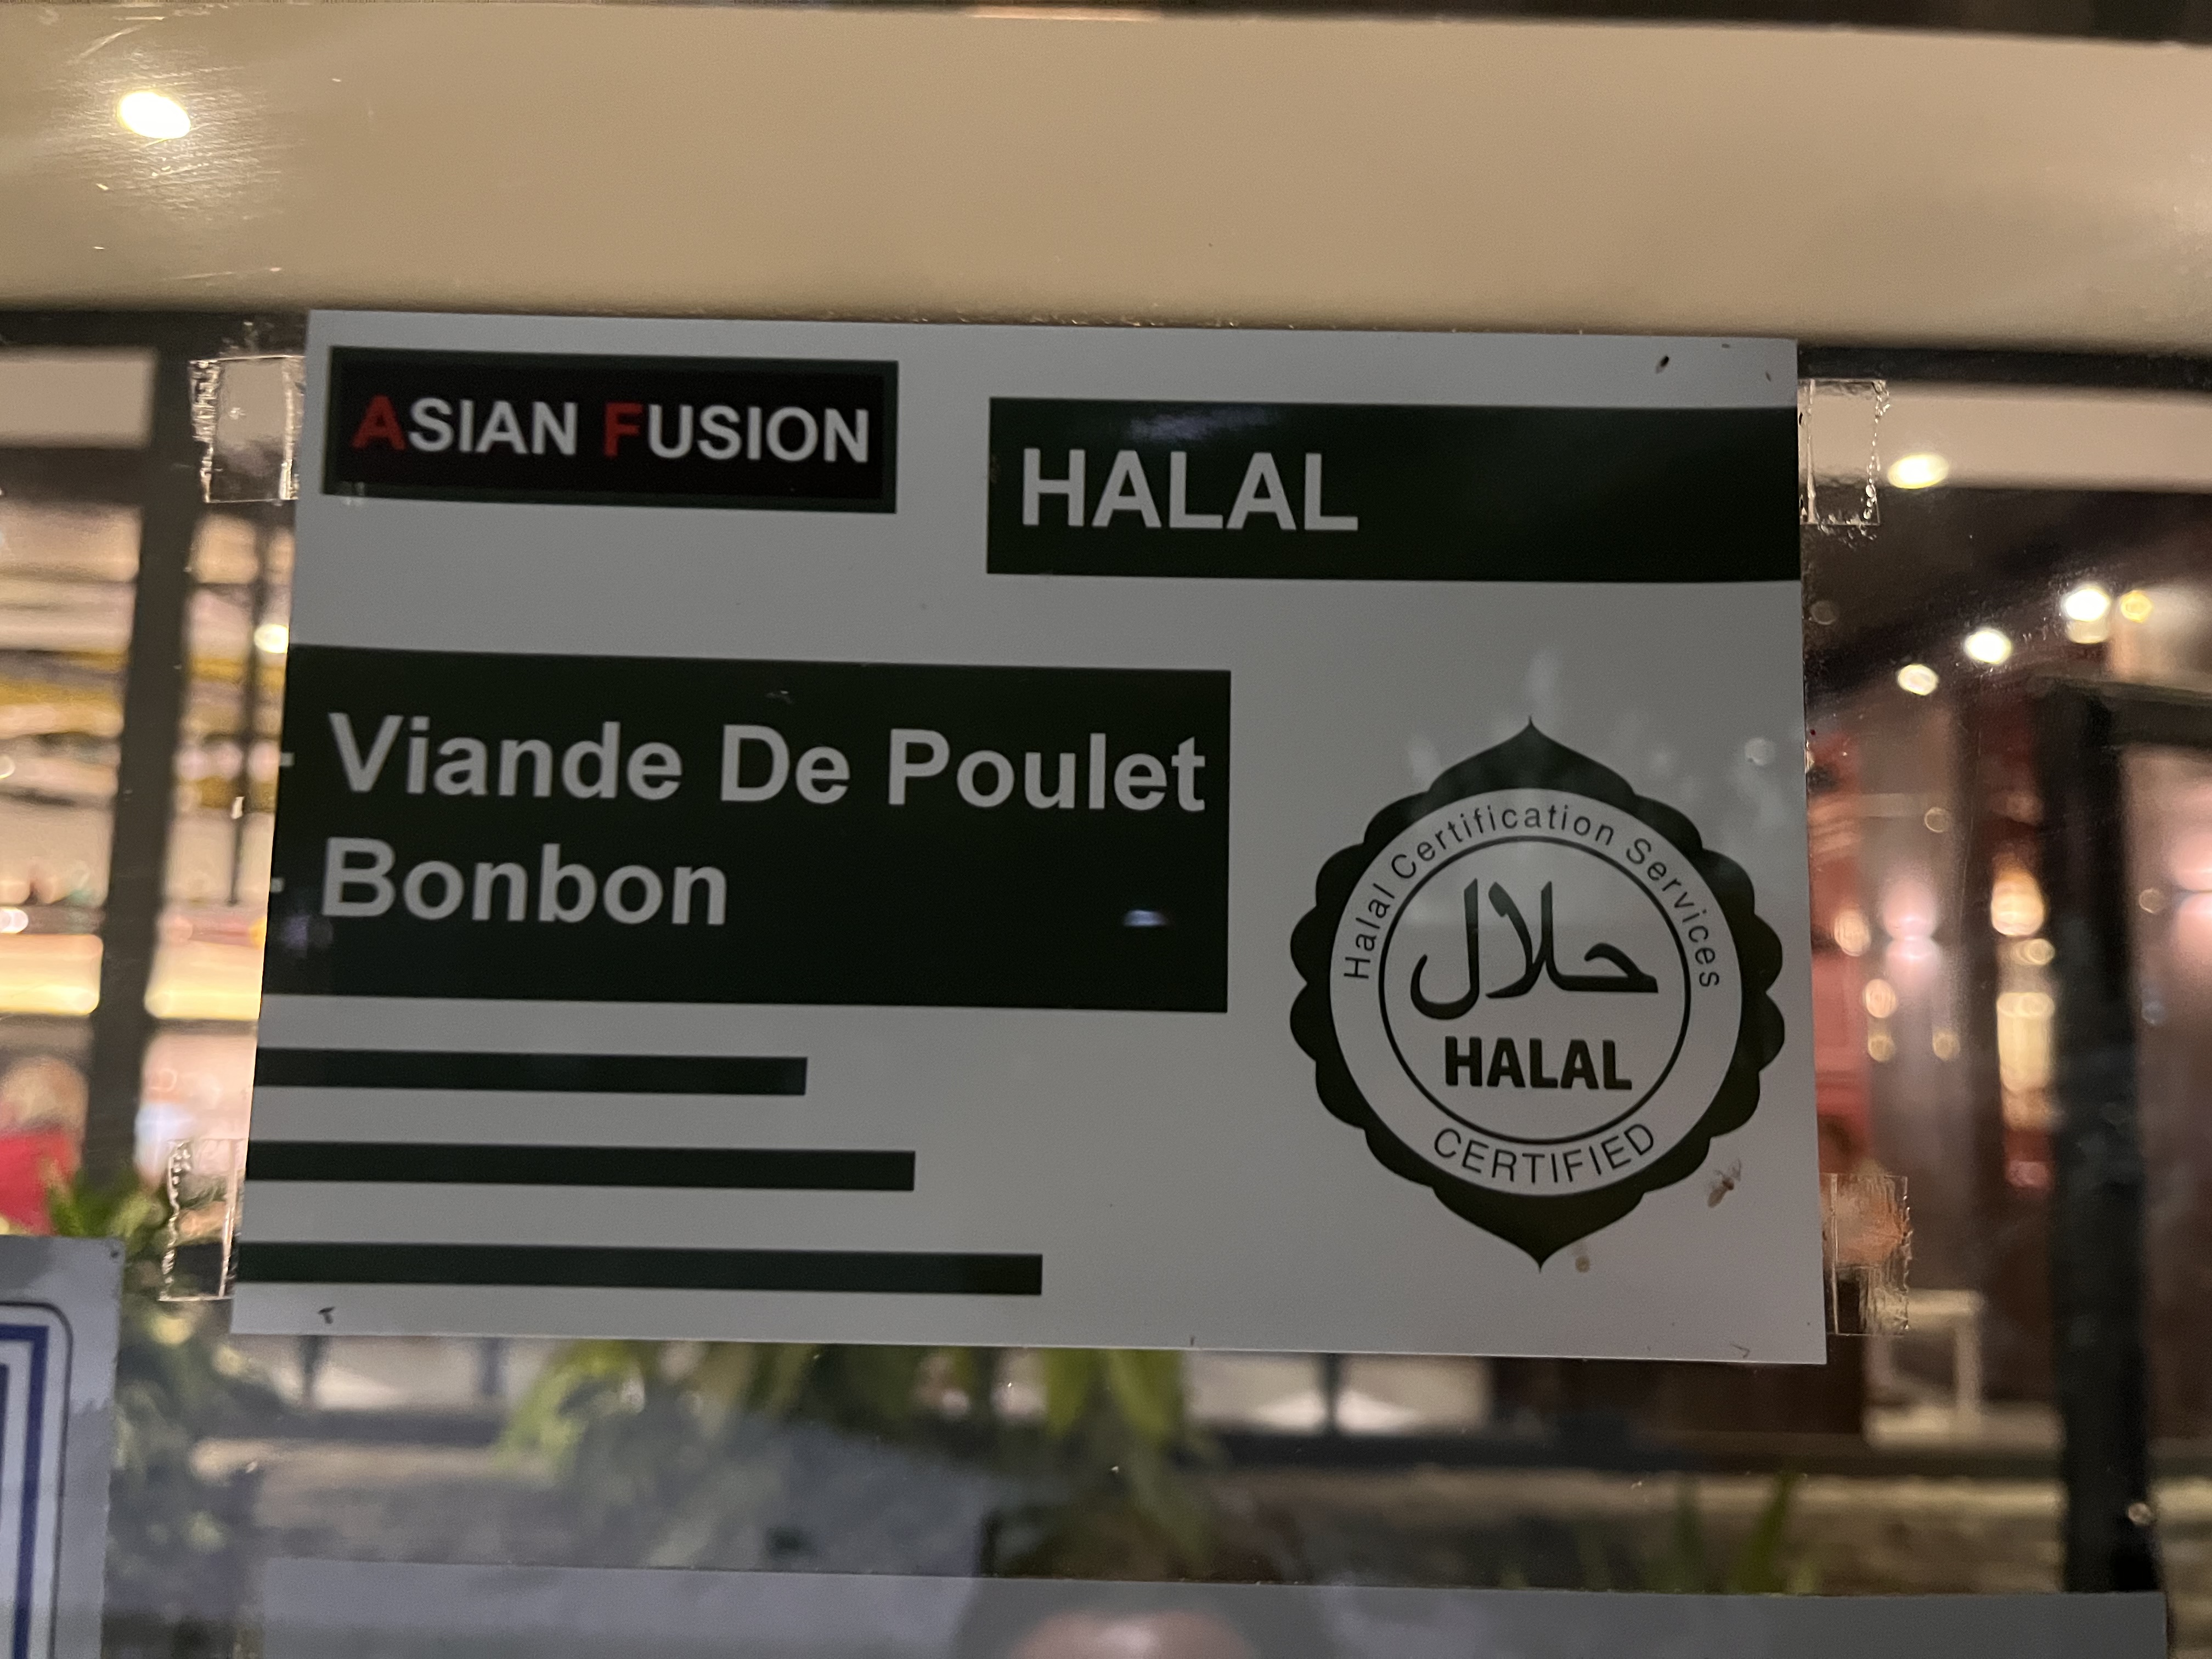 ASIAN FUSION
HALAL
- Viande De Poulet
- Bonbon
Halal Certification Services
حلال
HALAL
CERTIFIED